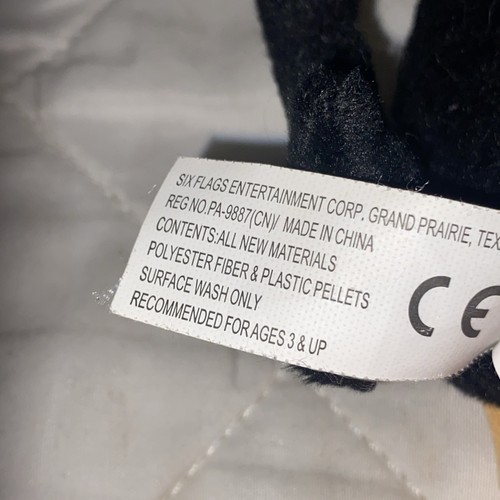 SIX FLAGS ENTERTAINMENT CORP. GRAND PRAIRIE, TEX
REG NO.PA-9887(CN)/ MADE IN CHINA
CONTENTS:ALL NEW MATERIALS
POLYESTER FIBER & PLASTIC PELLETS
SURFACE WASH ONLY
RECOMMENDED FOR AGES 3 & UP
CE